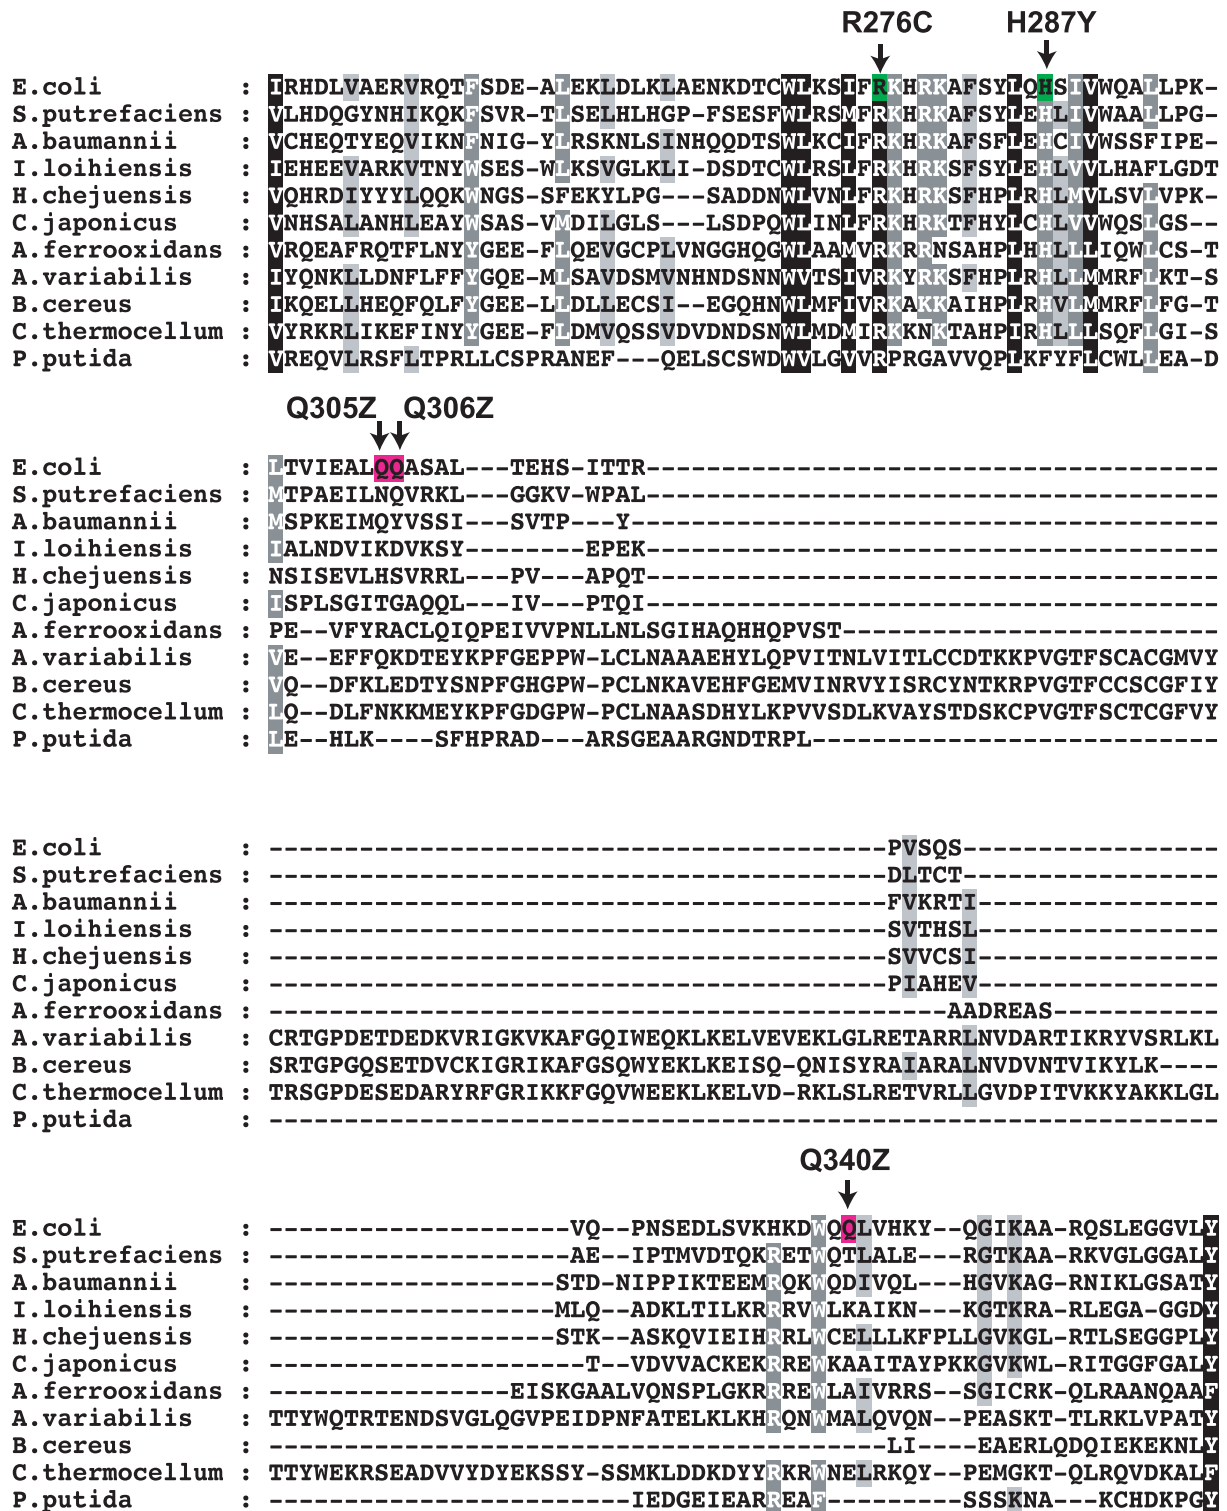 R276C H287Y
E.coli : IRHDLVAERVRQTFSDE-ALEKLDLKLAENKDTCWLKSIFRKHRKAFSYLQHSIVWQALLPK-
S.putrefaciens : VLHDQGYNHIKQKFSVR-TLSELHLHGP-FSESFWLRSMFRKHRKAFSYLEHLIVWAALLPG-
A.baumannii : VCHEQTYEQVIKNFNIG-YLRSKNLSINHQQDTSWLKCIFRKHRKAFSFLEHCIVWSSFIPE-
I.loihiensis : IEHEEVARKVTNYWSES-WLKSVGLKLI-DSDTCWLRSLFRKHRKSFSYLEHLVVLHAFLGDT
H.chejuensis : VQHRDIYYYLQQKWNGS-SFEKYLPG---SADDNWLVNLFRKHRKSFHPLRHLMVLSVLVPK-
C.japonicus : VNHSALANHLEAYWSAS-VMDILGLS---LSDPQWLINLFRKHRKTFHYLCHLVVWQSLGS--
A.ferrooxidans : VRQEAFRQTFLNYYGEE-FLQEVGCPLVNGGHQGWLAAMVRKRRNSAHPLHHLLLIQWLCS-T
A.variabilis : IYQNKLLDNFLFFYGQE-MLSAVDSMVNHNDSNNWVTSIVRKYRKSFHPLRHLLMMRFLKT-S
B.cereus : IKQELLHEQFQLFYGEE-LLDLLECSI--EGQHNWLMFIVRKAKKAIHPLRHVLMMRFLFG-T
C.thermocellum : VYRKRLIKEFINYYGEE-FLDMVQSSVDVDNDSNWLMDMIRKKNKTAHPIRHLLLSQFLGI-S
P.putida : VREQVLRSFLTPRLLCSPRANEF---QELSCSWDWVLGVVRPRGAVVQPLKFYFLCWLLEA-D
Q305Z Q306Z
E.coli : LTVIEALQQASAL---TEHS-ITTR--------------------------------------
S.putrefaciens : MTPAEILNQVRKL---GGKV-WPAL--------------------------------------
A.baumannii : MSPKEIMQYVSSI---SVTP---Y---------------------------------------
I.loihiensis : IALNDVIKDVKSY--------EPEK--------------------------------------
H.chejuensis : NSISEVLHSVRRL---PV---APQT--------------------------------------
C.japonicus : ISPLSGITGAQQL---IV---PTQI--------------------------------------
A.ferrooxidans : PE--VFYRACLQIQPEIVVPNLLNLSGIHAQHHQPVST-------------------------
A.variabilis : VE--EFFQKDTEYKPFGEPPW-LCLNAAAEHYLQPVITNLVITLCCDTKKPVGTFSCACGMVY
B.cereus : VQ--DFKLEDTYSNPFGHGPW-PCLNKAVEHFGEMVINRVYISRCYNTKRPVGTFCCSCGFIY
C.thermocellum : LQ--DLFNKKMEYKPFGDGPW-PCLNAASDHYLKPVVSDLKVAYSTDSKCPVGTFSCTCGFVY
P.putida : LE--HLK----SFHPRAD---ARSGEAARGNDTRPL---------------------------
E.coli : -----------------------------------------PVSQS-----------------
S.putrefaciens : -----------------------------------------DLTCT-----------------
A.baumannii : -----------------------------------------FVKRTI----------------
I.loihiensis : -----------------------------------------SVTHSL----------------
H.chejuensis : -----------------------------------------SVVCSI----------------
C.japonicus : -----------------------------------------PIAHEV----------------
A.ferrooxidans : ---------------------------------------------AADREAS-----------
A.variabilis : CRTGPDETDEDKVRIGKVKAFGQIWEQKLKELVEVEKLGLRETARRLNVDARTIKRYVSRLKL
B.cereus : SRTGPGQSETDVCKIGRIKAFGSQWYEKLKEISQ-QNISYRAIARALNVDVNTVIKYLK----
C.thermocellum : TRSGPDESEDARYRFGRIKKFGQVWEEKLKELVD-RKLSLRETVRLLGVDPITVKKYAKKLGL
P.putida : ---------------------------------------------------------------
Q340Z
E.coli : --------------------VQ--PNSEDLSVKHKDWQQLVHKY--QGIKAA-RQSLEGGVLY
S.putrefaciens : --------------------AE--IPTMVDTQKRETWQTLALE---RGTKAA-RKVGLGGALY
A.baumannii : -------------------STD-NIPPIKTEEMRQKWQDIVQL---HGVKAG-RNIKLGSATY
I.loihiensis : -------------------MLQ--ADKLTILKRRRVWLKAIKN---KGTKRA-RLEGA-GGDY
H.chejuensis : -------------------STK--ASKQVIEIHRRLWCELLLKFPLLGVKGL-RTLSEGGPLY
C.japonicus : ---------------------T--VDVVACKEKRREWKAAITAYPKKGVKWL-RITGGFGALY
A.ferrooxidans : ----------------EISKGAALVQNSPLGKRRREWLAIVRRS--SGICRK-QLRAANQAAF
A.variabilis : TTYWQTRTENDSVGLQGVPEIDPNFATELKLKHRQNWMALQVQN--PEASKT-TLRKLVPATY
B.cereus : -----------------------------------------LI----EAERLQDQIEKEKNLY
C.thermocellum : TTYWEKRSEADVVYDYEKSSY-SSMKLDDKDYYRKRWNELRKQY--PEMGKT-QLRQVDKALF
P.putida : ------------------------IEDGEIEARREAF---------SSSKNA---KCHDKPGY